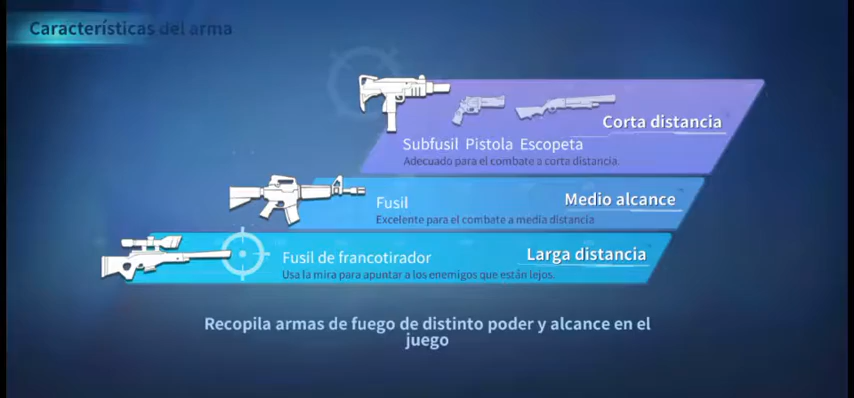 Características del arma
Corta distancia
Subfusil Pistola Escopeta
Adecuado para el combate a corta distancia.
Medio alcance
Fusil
Excelente para el combate a media distancia
Larga distancia
Fusil de francotirador
Usa la mira para apuntar a los enemigos que están lejos.
Recopila armas de fuego de distinto poder y alcance en el
juego